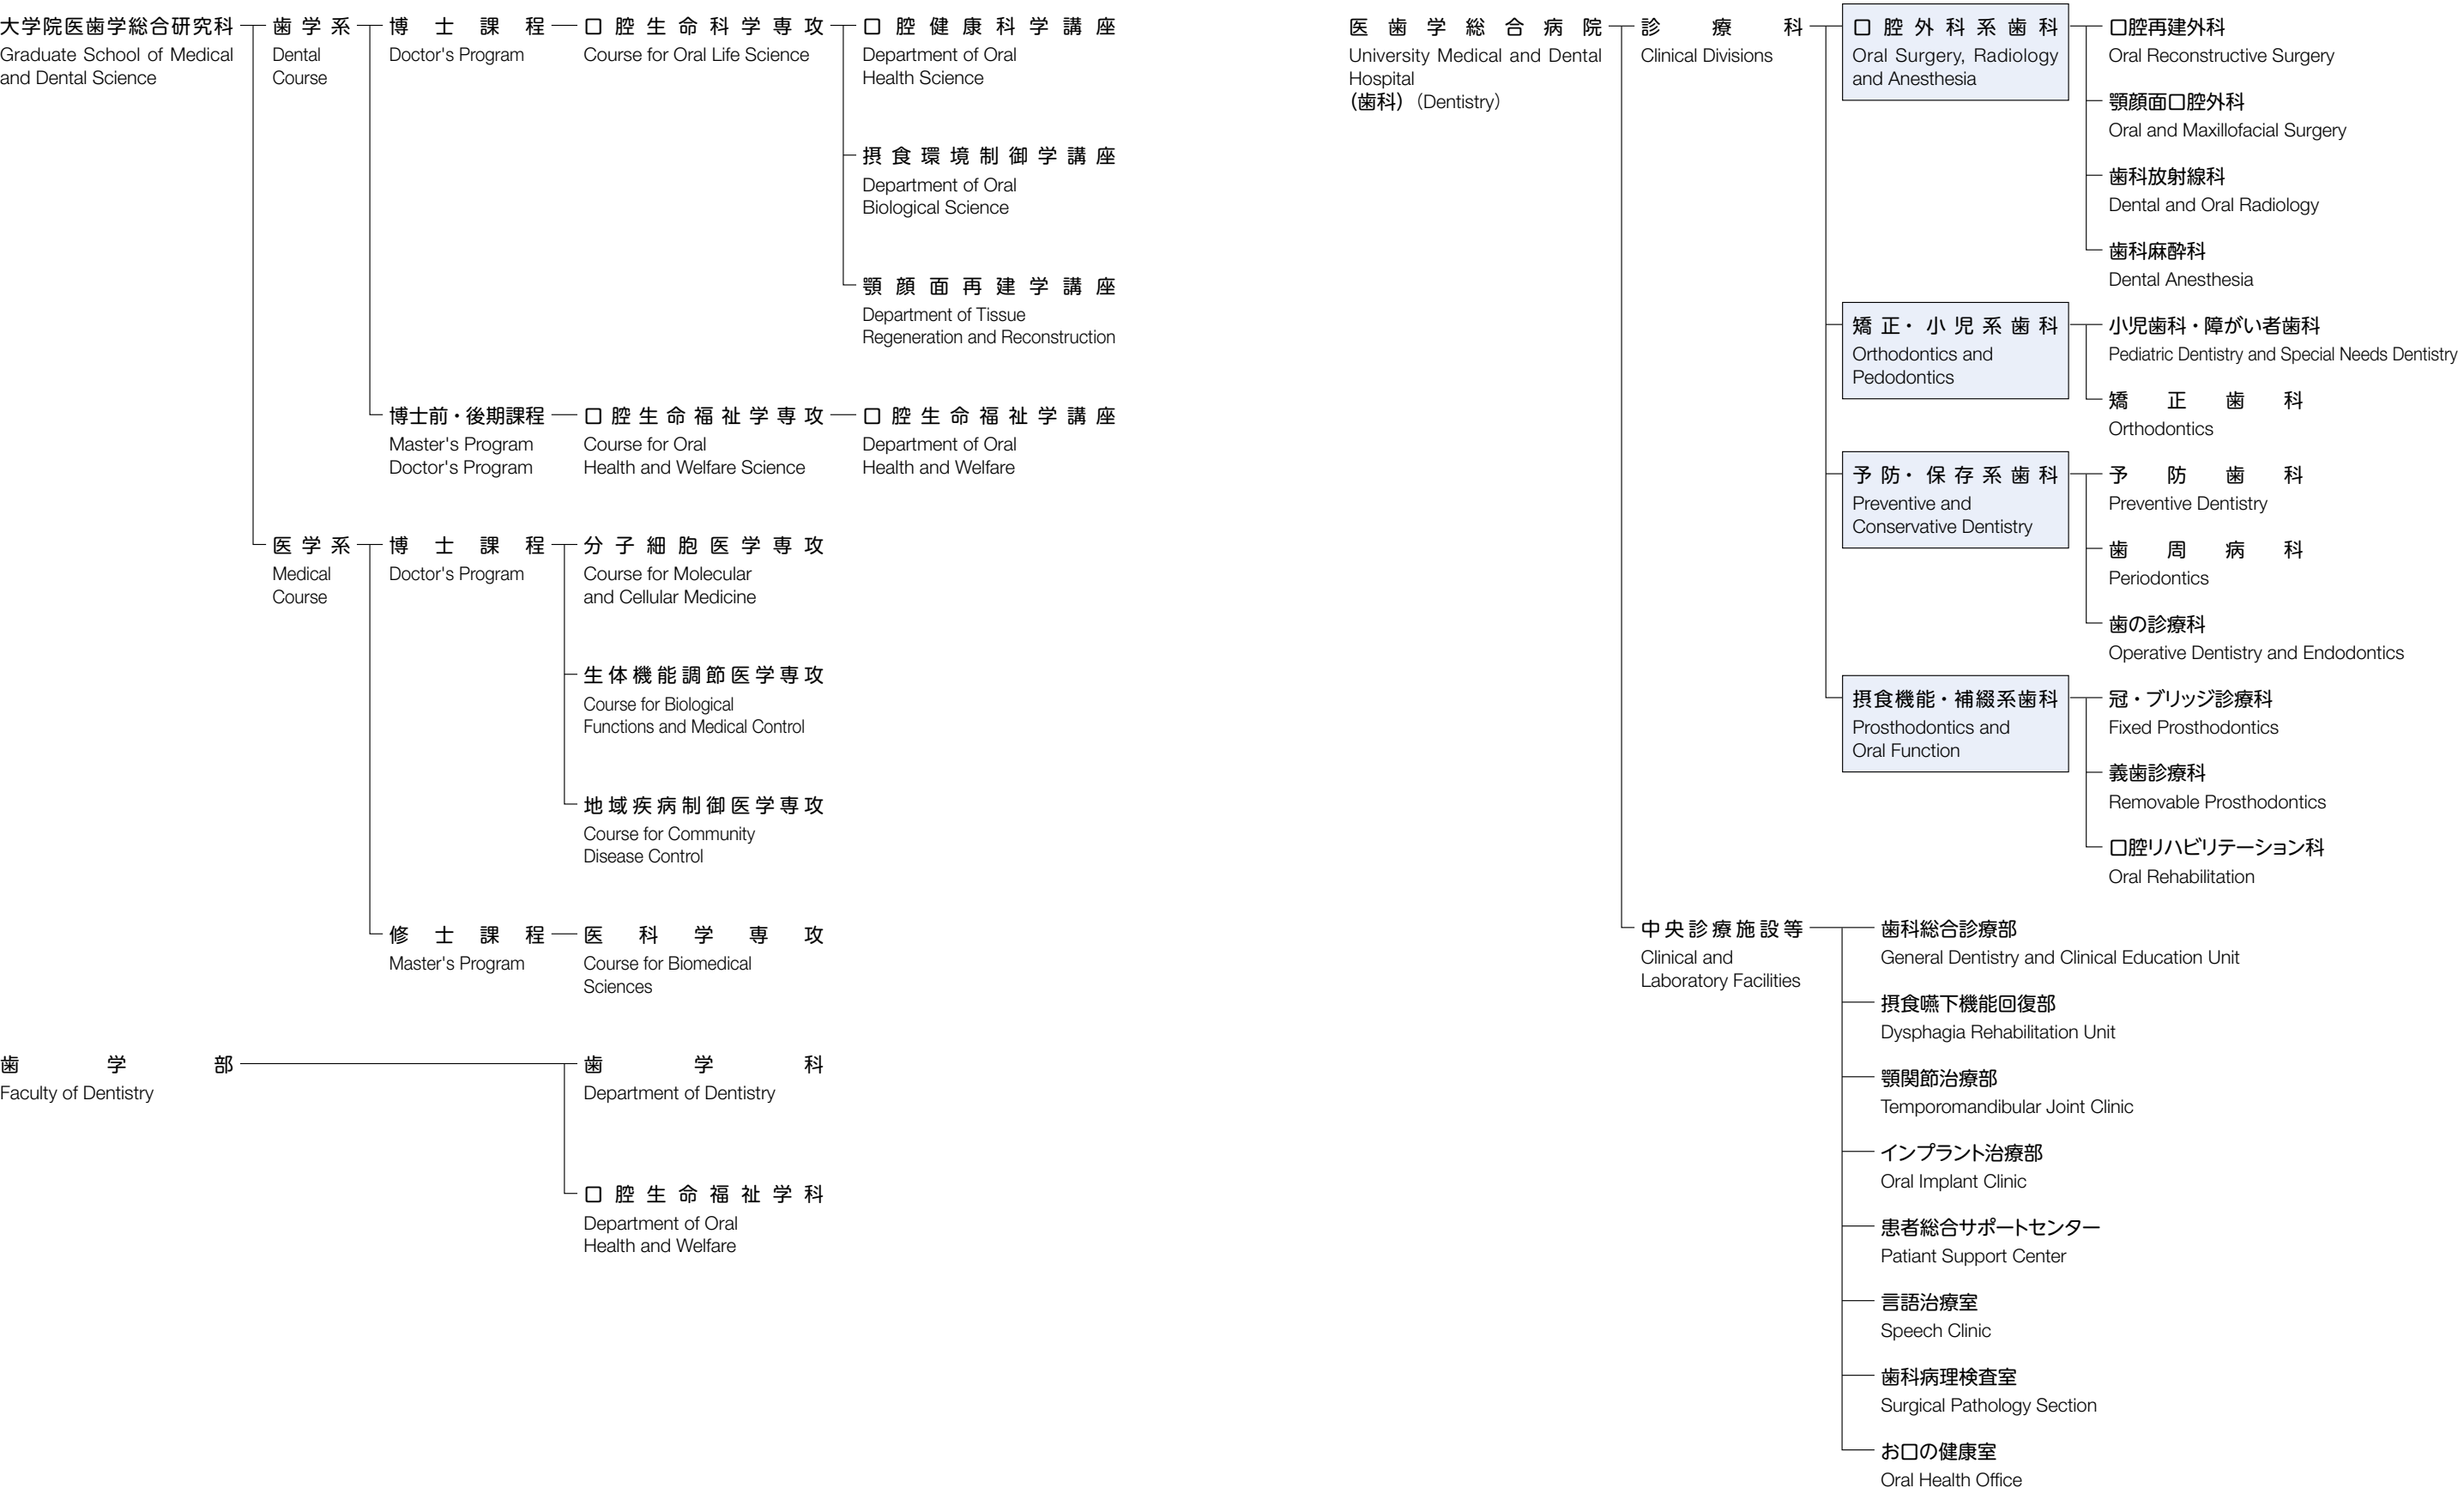 大学院医歯学総合研究科
Graduate School of Medical
and Dental Science
歯学系
Dental
Course
博士課程
Doctor's Program
口腔生命科学専攻
Course for Oral Life Science
口腔健康科学講座
Department of Oral
Health Science
摂食環境制御学講座
Department of Oral
Biological Science
顎顔面再建学講座
Department of Tissue
Regeneration and Reconstruction
博士前・後期課程
Master's Program
Doctor's Program
口腔生命福祉学専攻
Course for Oral
Health and Welfare Science
口腔生命福祉学講座
Department of Oral
Health and Welfare
医学系
Medical
Course
博士課程
Doctor's Program
分子細胞医学専攻
Course for Molecular
and Cellular Medicine
生体機能調節医学専攻
Course for Biological
Functions and Medical Control
地域疾病制御医学専攻
Course for Community
Disease Control
修士課程
Master's Program
医科学専攻
Course for Biomedical
Sciences
歯学部
Faculty of Dentistry
歯学科
Department of Dentistry
口腔生命福祉学科
Department of Oral
Health and Welfare
医歯学総合病院
University Medical and Dental
Hospital
(歯科)（Dentistry）
診療科
Clinical Divisions
口腔外科系歯科
Oral Surgery, Radiology
and Anesthesia
口腔再建外科
Oral Reconstructive Surgery
顎顔面口腔外科
Oral and Maxillofacial Surgery
歯科放射線科
Dental and Oral Radiology
歯科麻酔科
Dental Anesthesia
矯正・小児系歯科
Orthodontics and
Pedodontics
小児歯科・障がい者歯科
Pediatric Dentistry and Special Needs Dentistry
矯正歯科
Orthodontics
予防・保存系歯科
Preventive and
Conservative Dentistry
予防歯科
Preventive Dentistry
歯周病科
Periodontics
歯の診療科
Operative Dentistry and Endodontics
摂食機能・補綴系歯科
Prosthodontics and
Oral Function
冠・ブリッジ診療科
Fixed Prosthodontics
義歯診療科
Removable Prosthodontics
口腔リハビリテーション科
Oral Rehabilitation
中央診療施設等
Clinical and
Laboratory Facilities
歯科総合診療部
General Dentistry and Clinical Education Unit
摂食嚥下機能回復部
Dysphagia Rehabilitation Unit
顎関節治療部
Temporomandibular Joint Clinic
インプラント治療部
Oral Implant Clinic
患者総合サポートセンター
Patiant Support Center
言語治療室
Speech Clinic
歯科病理検査室
Surgical Pathology Section
お口の健康室
Oral Health Office